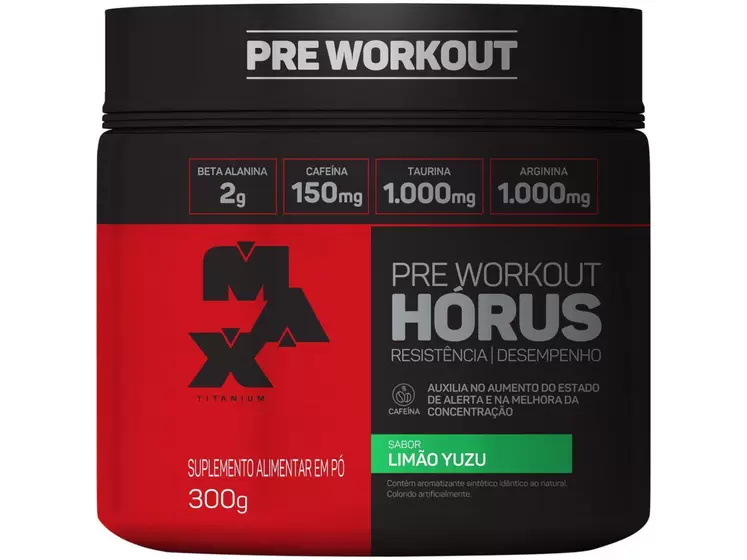 PRE WORKOUT
BETA ALANINA
2g
CAFEÍNA
150mg
TAURINA
1.000mg
ARGININA
1.000mg
MAX
TITANIUM
PRE WORKOUT
HÓRUS
RESISTÊNCIA | DESEMPENHO
CAFEÍNA
AUXILIA NO AUMENTO DO ESTADO
DE ALERTA E NA MELHORA DA
CONCENTRAÇÃO
SABOR
LIMÃO YUZU
Contém aromatizante sintético idêntico ao natural.
Colorido artificialmente.
SUPLEMENTO ALIMENTAR EM PÓ
300g